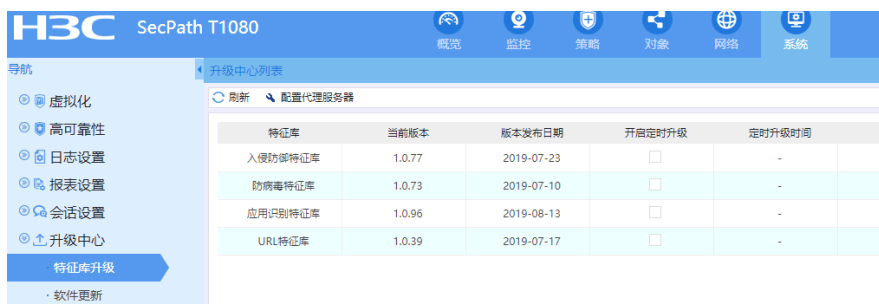 H3C SecPath T1080
概览 监控 策略 对象 网络 系统
导航
升级中心列表
虚拟化
高可靠性
日志设置
报表设置
会话设置
升级中心
· 特征库升级
· 软件更新
刷新 配置代理服务器
特征库 当前版本 版本发布日期 开启定时升级 定时升级时间
入侵防御特征库 1.0.77 2019-07-23 -
防病毒特征库 1.0.73 2019-07-10 -
应用识别特征库 1.0.96 2019-08-13 -
URL特征库 1.0.39 2019-07-17 -